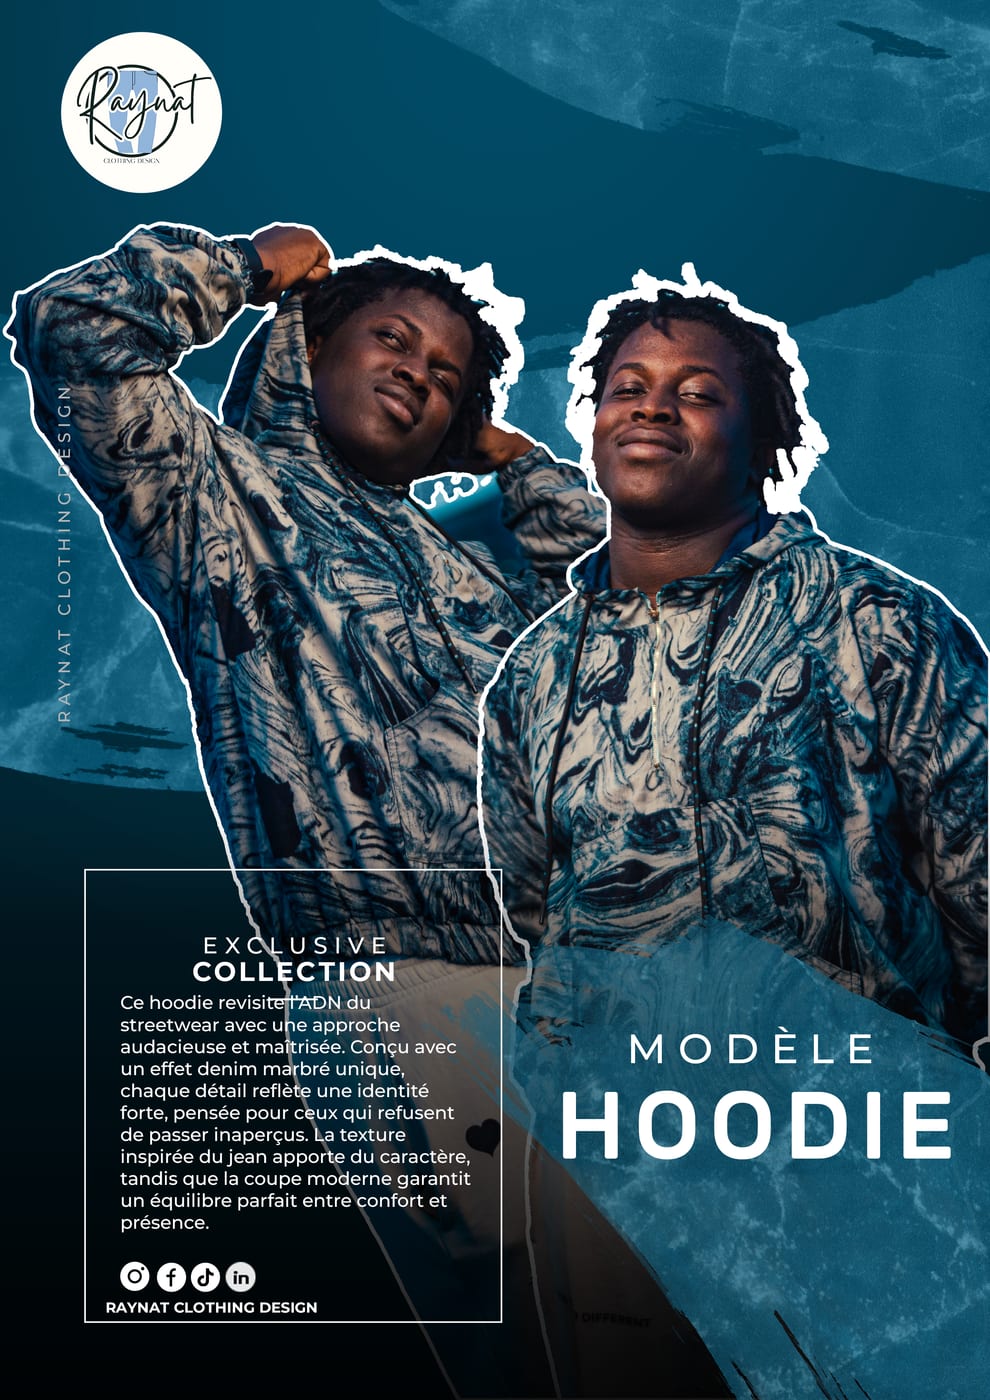 Raynat
CLOTHING DESIGN
RAYNAT CLOTHING DESIGN
EXCLUSIVE
COLLECTION
Ce hoodie revisite l'ADN du
streetwear avec une approche
audacieuse et maîtrisée. Conçu avec
un effet denim marbré unique,
chaque détail reflète une identité
forte, pensée pour ceux qui refusent
de passer inaperçus. La texture
inspirée du jean apporte du caractère,
tandis que la coupe moderne garantit
un équilibre parfait entre confort et
présence.
in
RAYNAT CLOTHING DESIGN
MODÈLE
HOODIE
DIFFERENT